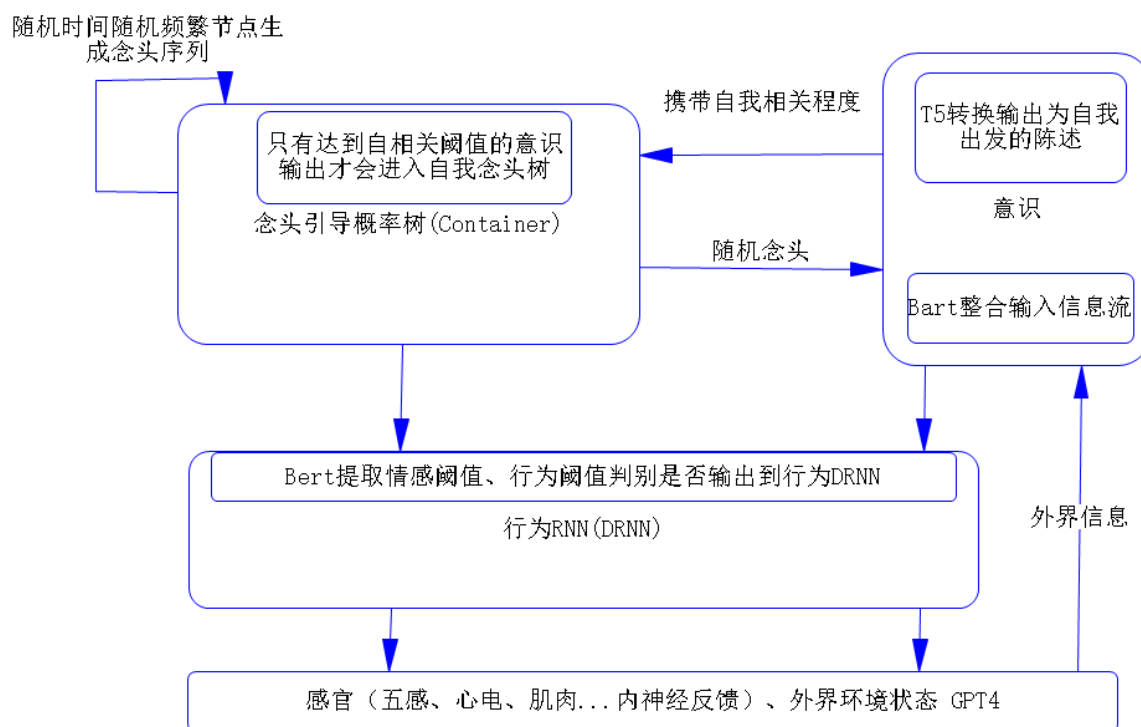 随机时间随机频繁节点生
成念头序列
携带自我相关程度
T5转换输出为自我
出发的陈述
只有达到自相关阈值的意识
输出才会进入自我念头树
意识
念头引导概率树(Container)
随机念头
Bart整合输入信息流
Bert提取情感阈值、行为阈值判别是否输出到行为DRNN
外界信息
行为RNN(DRNN)
感官（五感、心电、肌肉...内神经反馈）、外界环境状态 GPT4